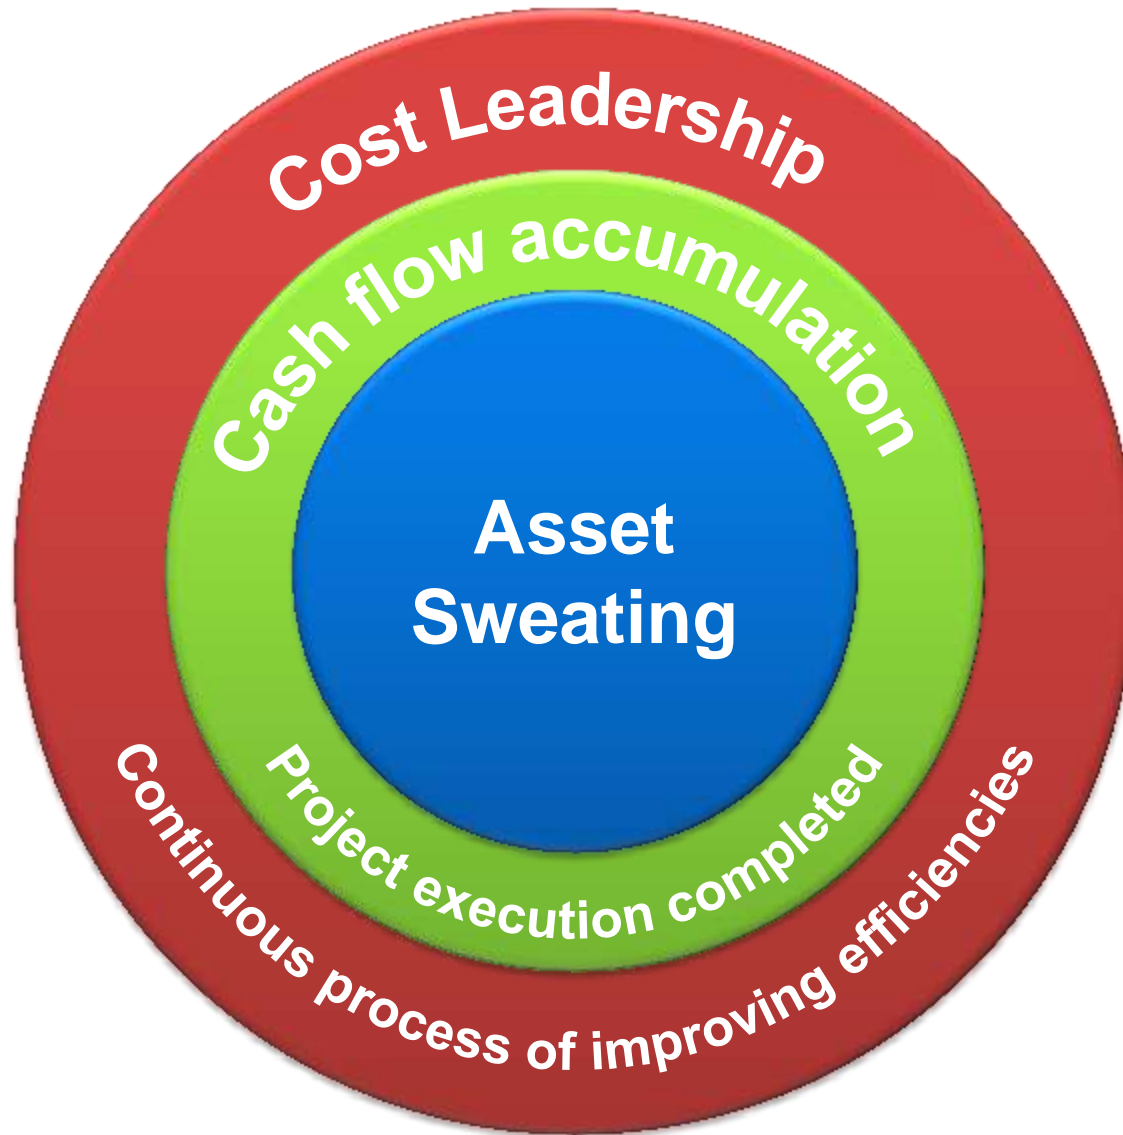 Cost Leadership
Cash flow accumulation
Asset
Sweating
Project execution completed
Continuous process of improving efficiencies